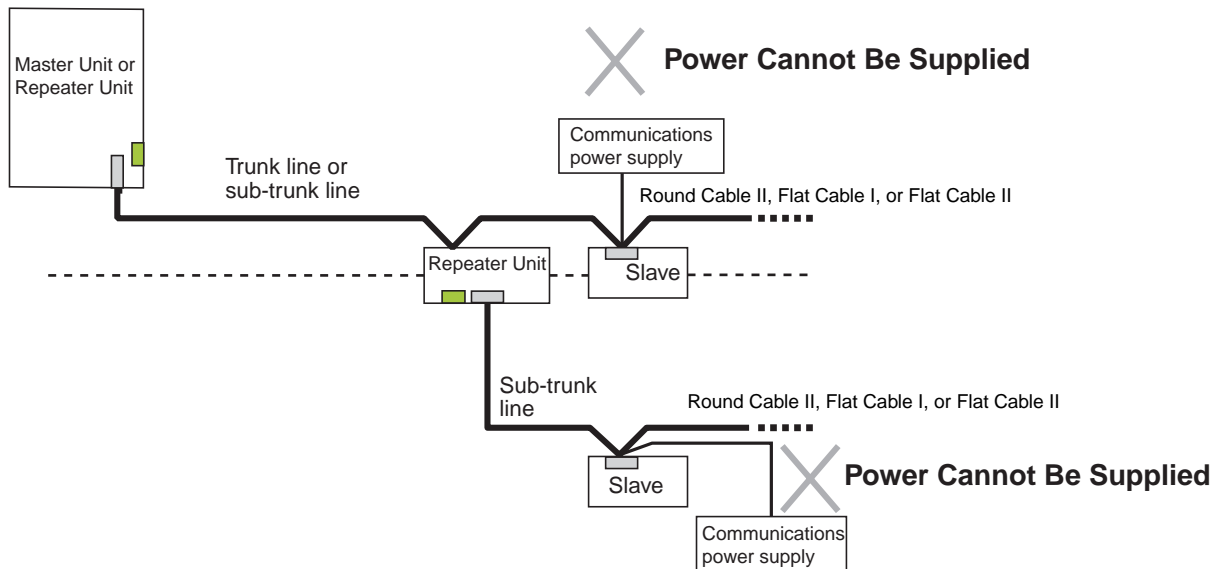 Power Cannot Be Supplied
Master Unit or
Repeater Unit
Communications
power supply
Trunk line or
sub-trunk line
Round Cable II, Flat Cable I, or Flat Cable II
Repeater Unit
Slave
Sub-trunk
line
Round Cable II, Flat Cable I, or Flat Cable II
Slave
Power Cannot Be Supplied
Communications
power supply